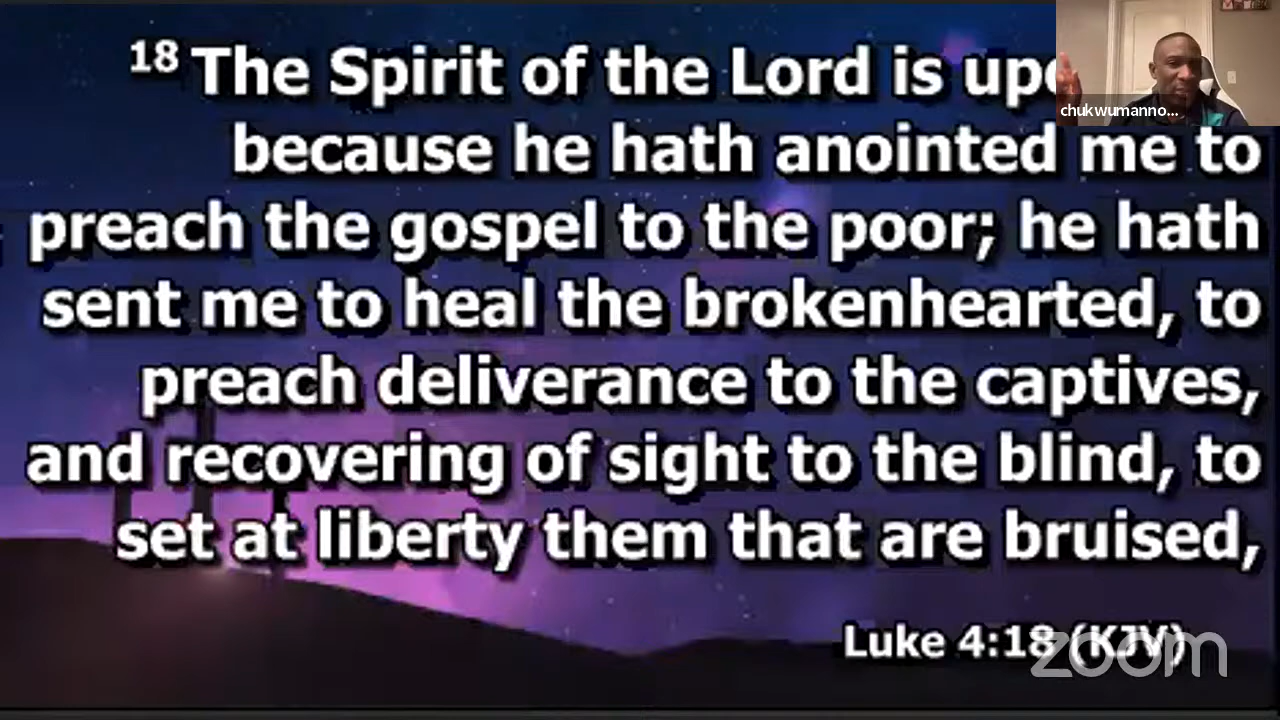 18 The Spirit of the Lord is
because he hath anointed me to
preach the gospel to the poor; he hath
sent me to heal the brokenhearted, to
preach deliverance to the captives,
and recovering of sight to the blind, to
set at liberty them that are bruised,
Luke 4:18 (KJV)
zoom
chukwumanno...